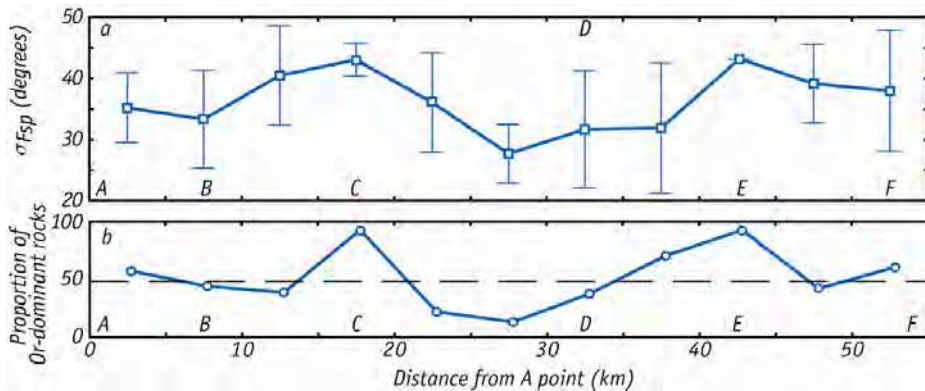 50
a
D
40
σFsp (degrees)
30
20
A
B
C
E
F
100
b
Proportion of
Or-dominant rocks
50
0
A
B
C
D
E
F
0
10
20
30
40
50
Distance from A point (km)